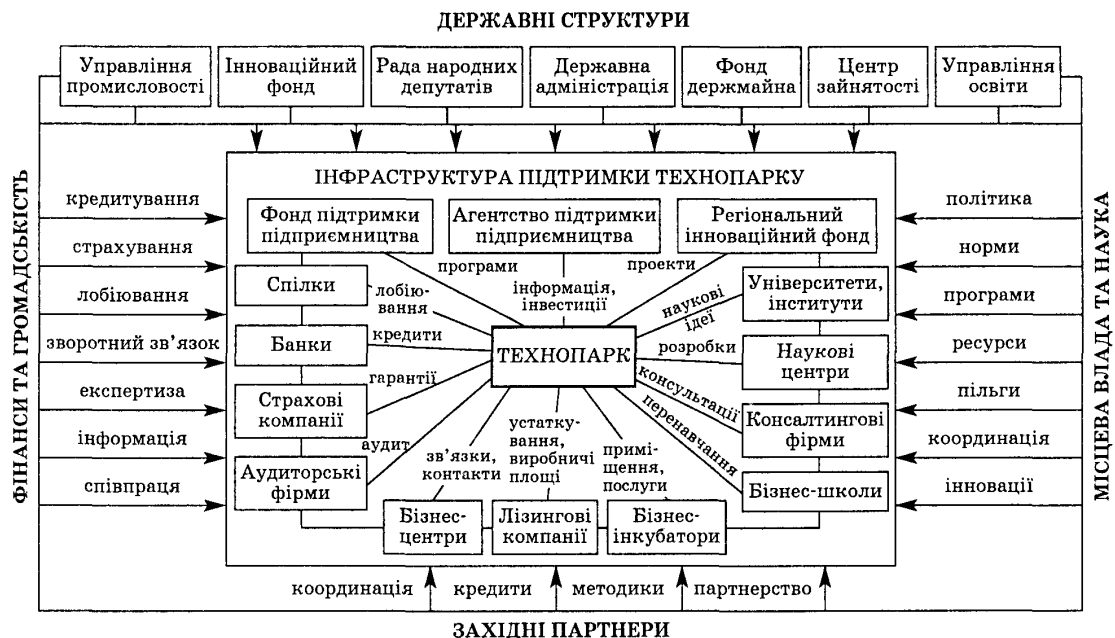 ДЕРЖАВНІ СТРУКТУРИ
Управління
промисловості
Інноваційний
фонд
Рада народних
депутатів
Державна
адміністрація
Фонд
держмайна
Центр
зайнятості
Управління
освіти
ФІНАНСИ ТА ГРОМАДСЬКІСТЬ
кредитування
страхування
лобіювання
зворотний зв’язок
експертиза
інформація
співпраця
ІНФРАСТРУКТУРА ПІДТРИМКИ ТЕХНОПАРКУ
Фонд підтримки
підприємництва
Агентство підтримки
підприємництва
Регіональний
інноваційний фонд
програми
інформація,
інвестиції
проекти
Спілки
лобію-
вання
Банки
кредити
Страхові
компанії
гарантії
Аудиторські
фірми
аудит
ТЕХНОПАРК
наукові
ідеї
Університети,
інститути
розробки
Наукові
центри
консультації
Консалтингові
фірми
перенавчання
Бізнес-школи
зв’язки,
контакти
устатку-
вання,
виробничі
площі
примі-
щення,
послуги
Бізнес-
центри
Лізингові
компанії
Бізнес-
інкубатори
політика
норми
програми
ресурси
пільги
координація
інновації
МІСЦЕВА ВЛАДА ТА НАУКА
координація
кредити
методики
партнерство
ЗАХІДНІ ПАРТНЕРИ